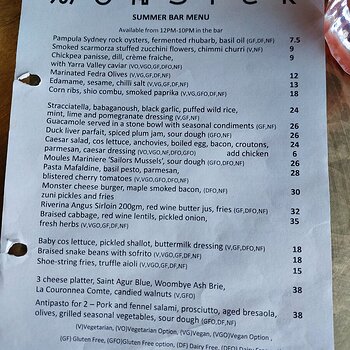 SUMMER BAR MENU
Available from 12PM-10PM in the bar
Pampula Sydney rock oysters, fermented rhubarb, basil oil (GF,DF,NF) 7.5
Smoked scarmorza stuffed zucchini flowers, chimmi churri (V,NF) 9
Chickpea panisse, dill, crème fraiche, 9
with Yarra Valley caviar (VO,VGO,GF,DFO,NF)
Marinated Fedra Olives (V,VG,GF,DF,NF) 12
Edamame, sesame, chilli salt (V,VG,GF,DF,NF) 13
Corn ribs, shio combu, smoked paprika (V,VG,GF,DFO,NF) 18
Stracciatella, babaganoush, black garlic, puffed wild rice, 24
mint, lime and pomegranate dressing (V,GF,NF)
Guacamole served in a stone bowl with seasonal condiments (GF,NF) 26
Duck liver parfait, spiced plum jam, sour dough (GFO,NF) 26
Caesar salad, cos lettuce, anchovies, boiled egg, bacon, croutons, 24
parmesan, caesar dressing (VO,VGO,NF,DFO,GFO) add chicken 6
Moules Mariniere ‘Sailors Mussels’, sour dough (GFO,DFO,NF) 26
Pasta Mafaldine, basil pesto, parmesan, 28
blistered cherry tomatoes (V,VGO,GFO,DFO,NF)
Monster cheese burger, maple smoked bacon, (DFO,NF) 30
zuni pickles and fries
Riverina Angus Sirloin 200gm, red wine butter jus, fries (GF,DFO,NF) 32
Braised cabbage, red wine lentils, pickled onion, 35
fresh herbs (V,VG,GF,DF,NF)
Baby cos lettuce, pickled shallot, buttermilk dressing (V,GF,DFO,NF) 18
Braised snake beans with sofrito (V,VG,GF,DF,NF) 18
Shoe-string fries, truffle aioli (V,VGO,GF,DF,NF) 15
3 cheese platter, Saint Agur Blue, Woombye Ash Brie, 38
La Couronnea Comte, candied walnuts (V,GFO)
Antipasto for 2 – Pork and fennel salami, prosciutto, aged bresaola, 38
olives, grilled seasonal vegetables, sour dough (GFO,DF,NF)
(V)Vegetarian, (VO)Vegetarian Option, (VG)Vegan, (VGO)Vegan Option ,
(GF) Gluten Free, (GFO)Gluten Free option, (DF) Dairy Free, (DFO) Dairy Free